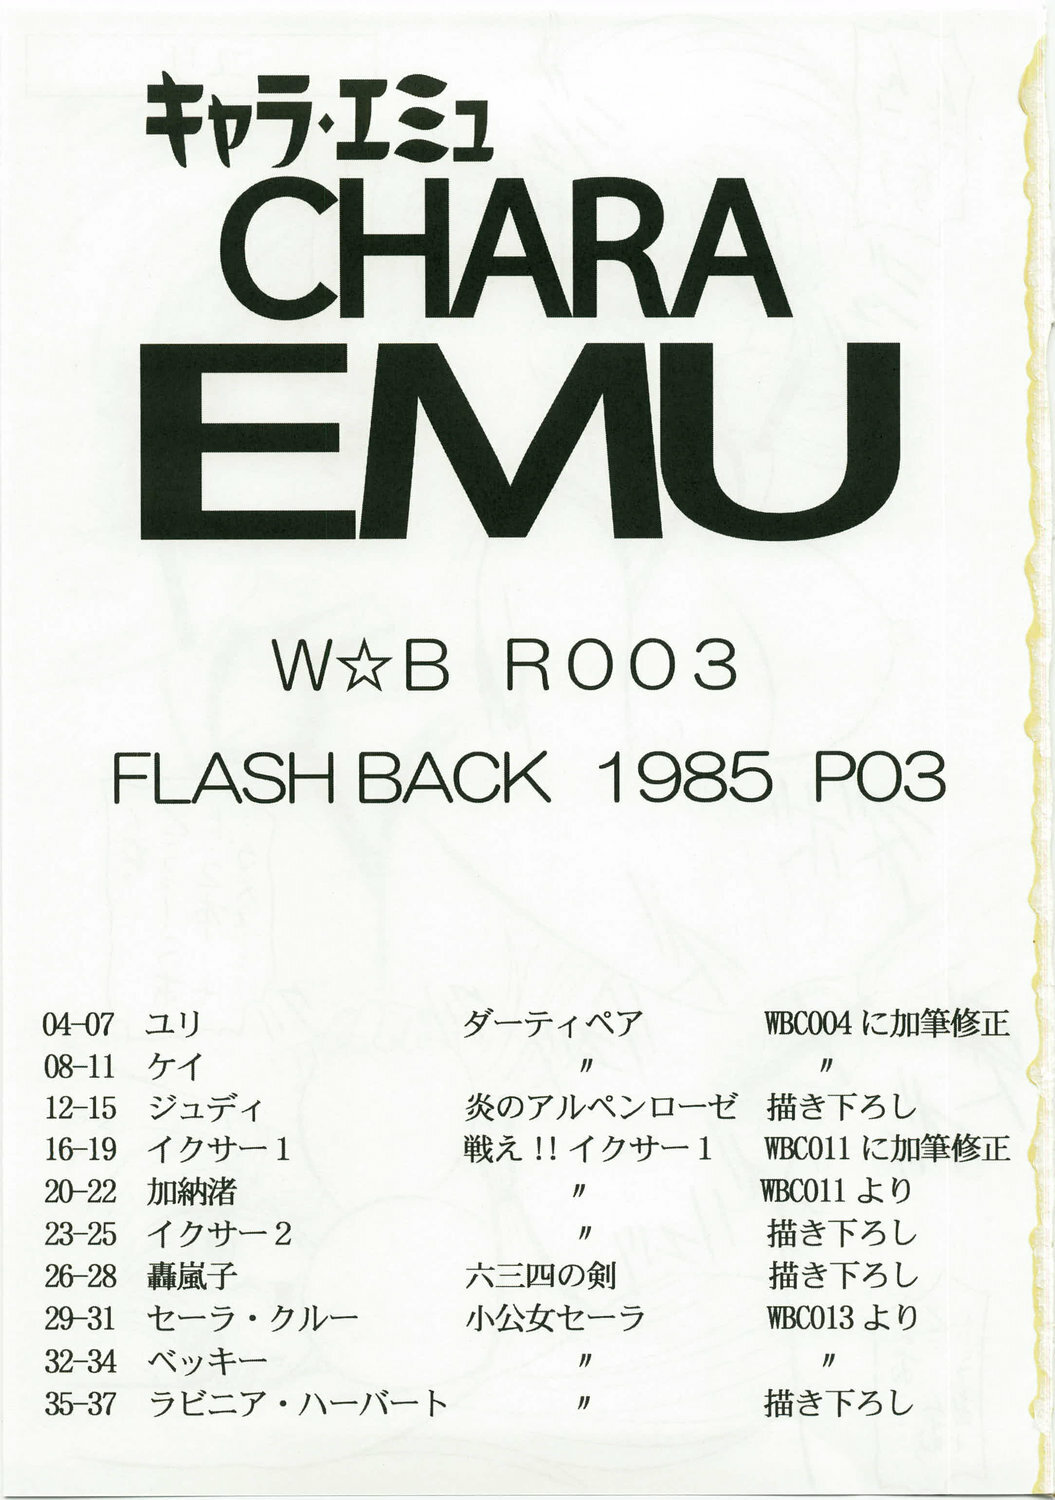 キャラ・エミュ
CHARA
EMU
W☆B R003
FLASH BACK 1985 P03
04-07 ユリ ダーティペア WBC004に加筆修正
08-11 ケイ 〃 〃
12-15 ジュディ 炎のアルペンローゼ 描き下ろし
16-19 イクサー1 戦え!!イクサー1 WBC011に加筆修正
20-22 加納渚 〃 WBC011より
23-25 イクサー2 〃 描き下ろし
26-28 轟嵐子 六三四の剣 描き下ろし
29-31 セーラ・クルー 小公女セーラ WBC013より
32-34 ベッキー 〃 〃
35-37 ラビニア・ハーバート 〃 描き下ろし